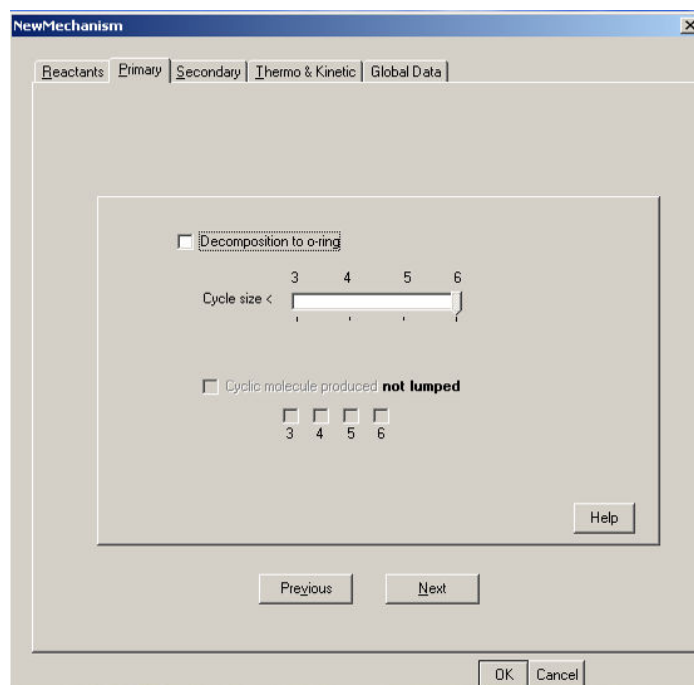 NewMechanism
Reactants Primary Secondary Thermo & Kinetic Global Data
Decomposition to o-ring
3 4 5 6
Cycle size <
Cyclic molecule produced not lumped
3 4 5 6
Help
Previous Next
OK Cancel